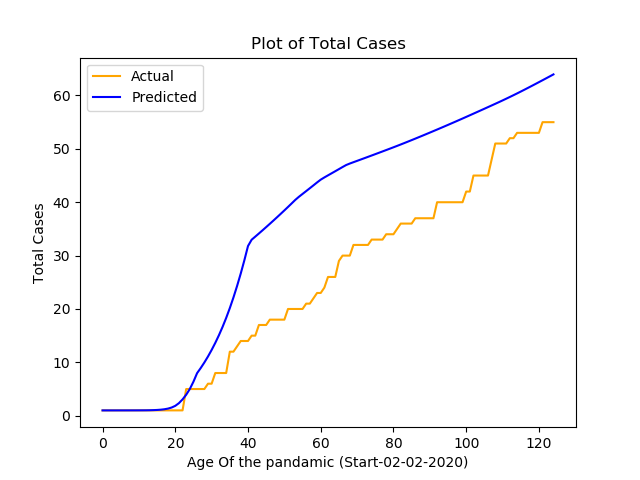 Plot of Total Cases
Actual
Predicted
Total Cases
60
50
40
30
20
10
0
0 20 40 60 80 100 120
Age Of the pandamic (Start-02-02-2020)